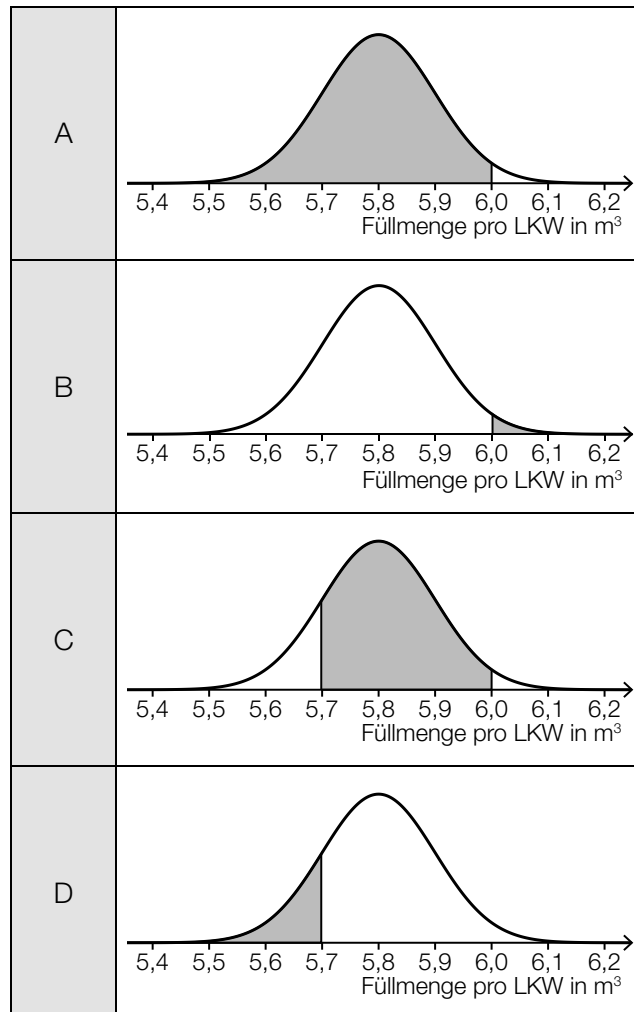 A
5,4 5,5 5,6 5,7 5,8 5,9 6,0 6,1 6,2
Füllmenge pro LKW in m³
B
5,4 5,5 5,6 5,7 5,8 5,9 6,0 6,1 6,2
Füllmenge pro LKW in m³
C
5,4 5,5 5,6 5,7 5,8 5,9 6,0 6,1 6,2
Füllmenge pro LKW in m³
D
5,4 5,5 5,6 5,7 5,8 5,9 6,0 6,1 6,2
Füllmenge pro LKW in m³